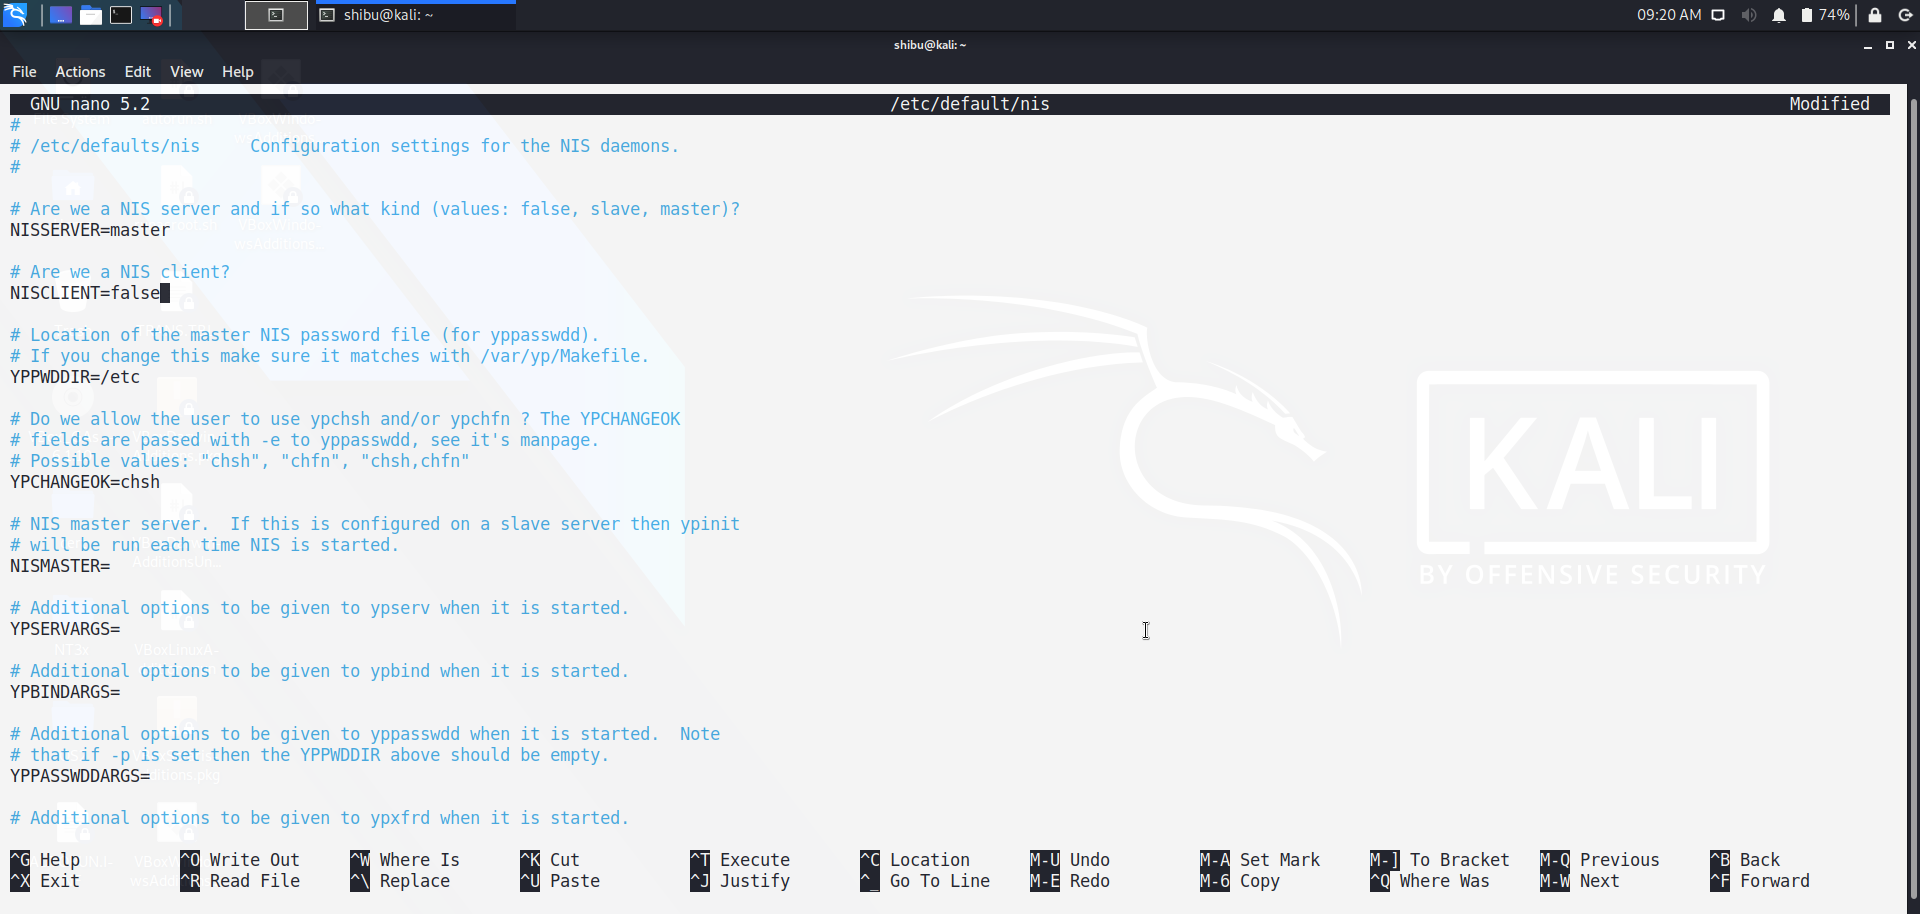 shibu@kali: ~
09:20 AM
74%
shibu@kali: ~
File Actions Edit View Help
GNU nano 5.2 /etc/default/nis Modified
#
# /etc/defaults/nis Configuration settings for the NIS daemons.
#
# Are we a NIS server and if so what kind (values: false, slave, master)?
NISSERVER=master
# Are we a NIS client?
NISCLIENT=false
# Location of the master NIS password file (for yppasswdd).
# If you change this make sure it matches with /var/yp/Makefile.
YPPWDDIR=/etc
# Do we allow the user to use ypchsh and/or ypchfn ? The YPCHANGEOK
# fields are passed with -e to yppasswdd, see it's manpage.
# Possible values: "chsh", "chfn", "chsh,chfn"
YPCHANGEOK=chsh
# NIS master server.  If this is configured on a slave server then ypinit
# will be run each time NIS is started.
NISMASTER=
# Additional options to be given to ypserv when it is started.
YPSERVARGS=
# Additional options to be given to ypbind when it is started.
YPBINDARGS=
# Additional options to be given to yppasswdd when it is started.  Note
# that if -p is set then the YPPWDDIR above should be empty.
YPPASSWDDARGS=
# Additional options to be given to ypxfrd when it is started.
KALI
BY OFFENSIVE SECURITY
^G Help ^O Write Out ^W Where Is ^K Cut ^T Execute ^C Location M-U Undo M-A Set Mark M-] To Bracket M-Q Previous ^B Back
^X Exit ^R Read File ^\ Replace ^U Paste ^J Justify ^_ Go To Line M-E Redo M-6 Copy ^Q Where Was M-W Next ^F Forward